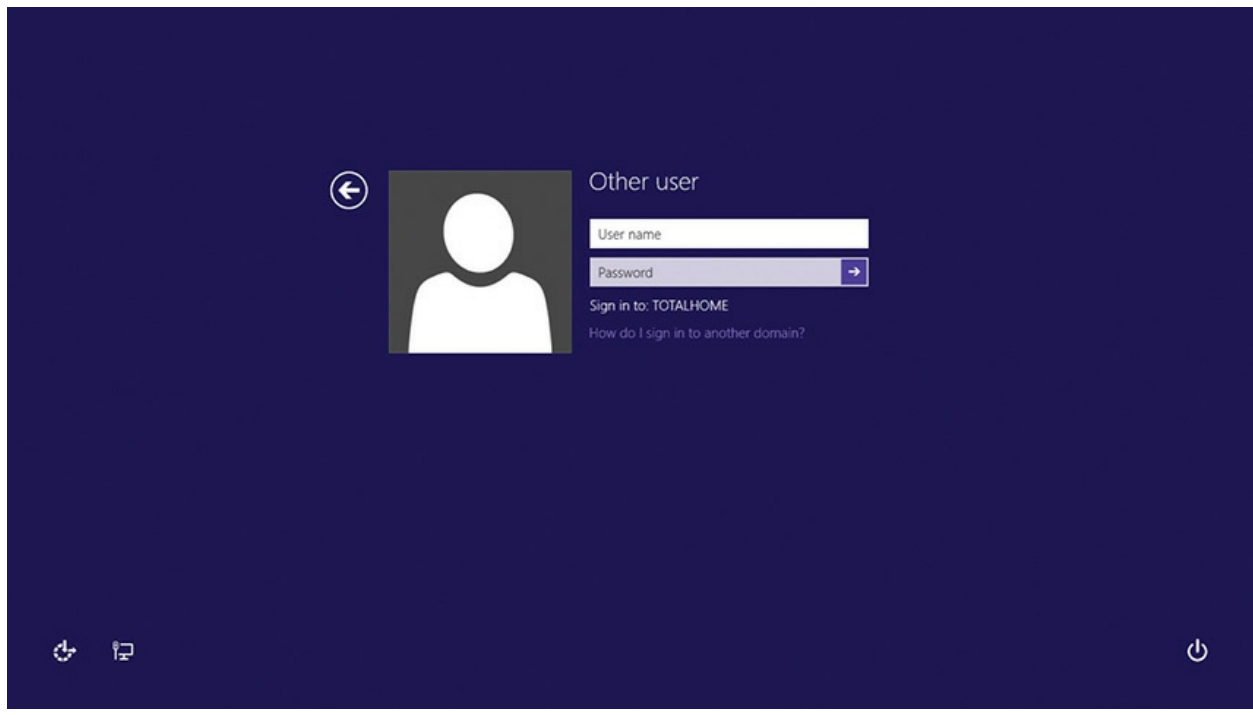 Other user
User name
Password
Sign in to: TOTALHOME
How do I sign in to another domain?